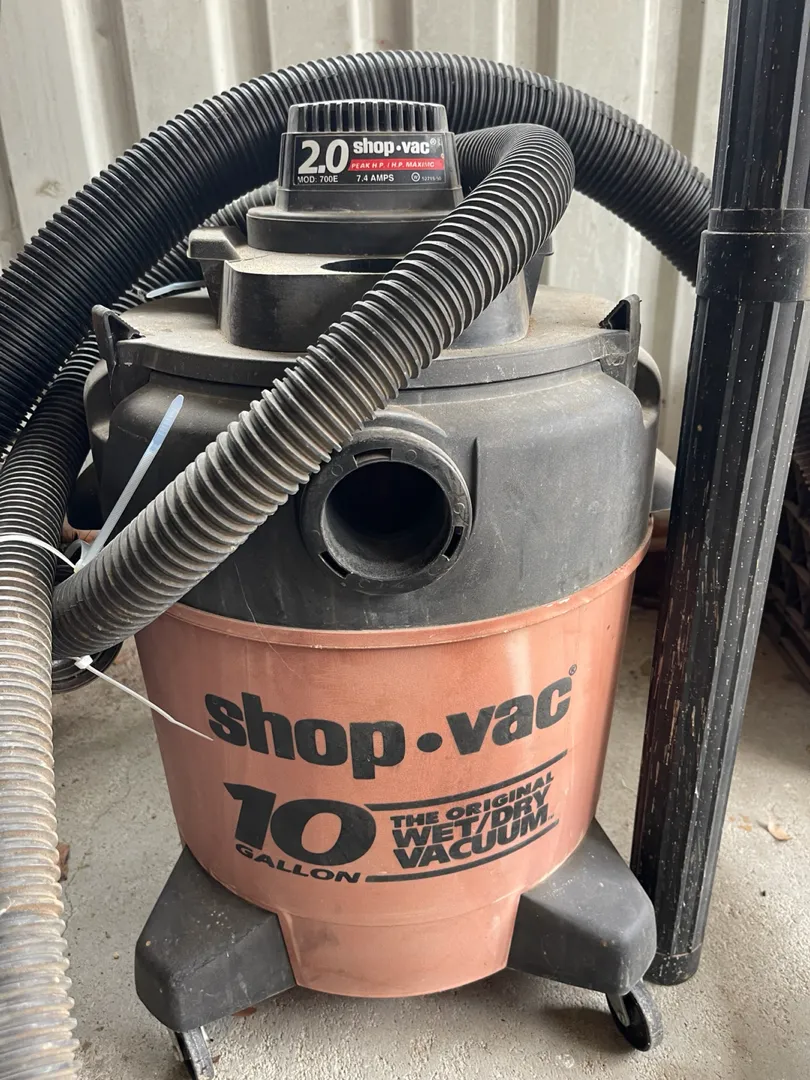 2.0 shop·vac®
PEAK H.P. / H.P. MAXIMO
MOD: 700E 7.4 AMPS
shop·vac®
10
GALLON
THE ORIGINAL
WET/DRY
VACUUM™